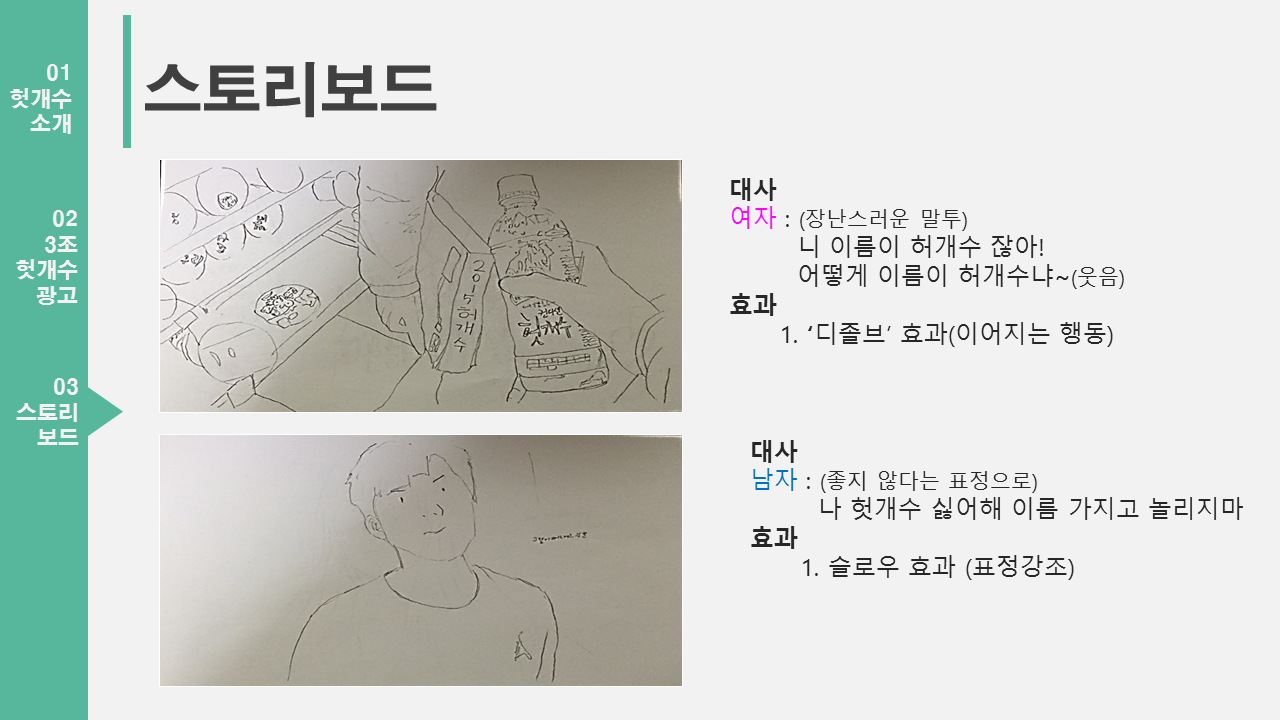 01
헛개수
소개
02
3조
헛개수
광고
03
스토리
보드
스토리보드
2015허개수
헛개수
대사
여자 : (장난스러운 말투)
니 이름이 허개수 잖아!
어떻게 이름이 허개수냐~(웃음)
효과
1. ‘디졸브’ 효과(이어지는 행동)
대사
남자 : (좋지 않다는 표정으로)
나 헛개수 싫어해 이름 가지고 놀리지마
효과
1. 슬로우 효과 (표정강조)